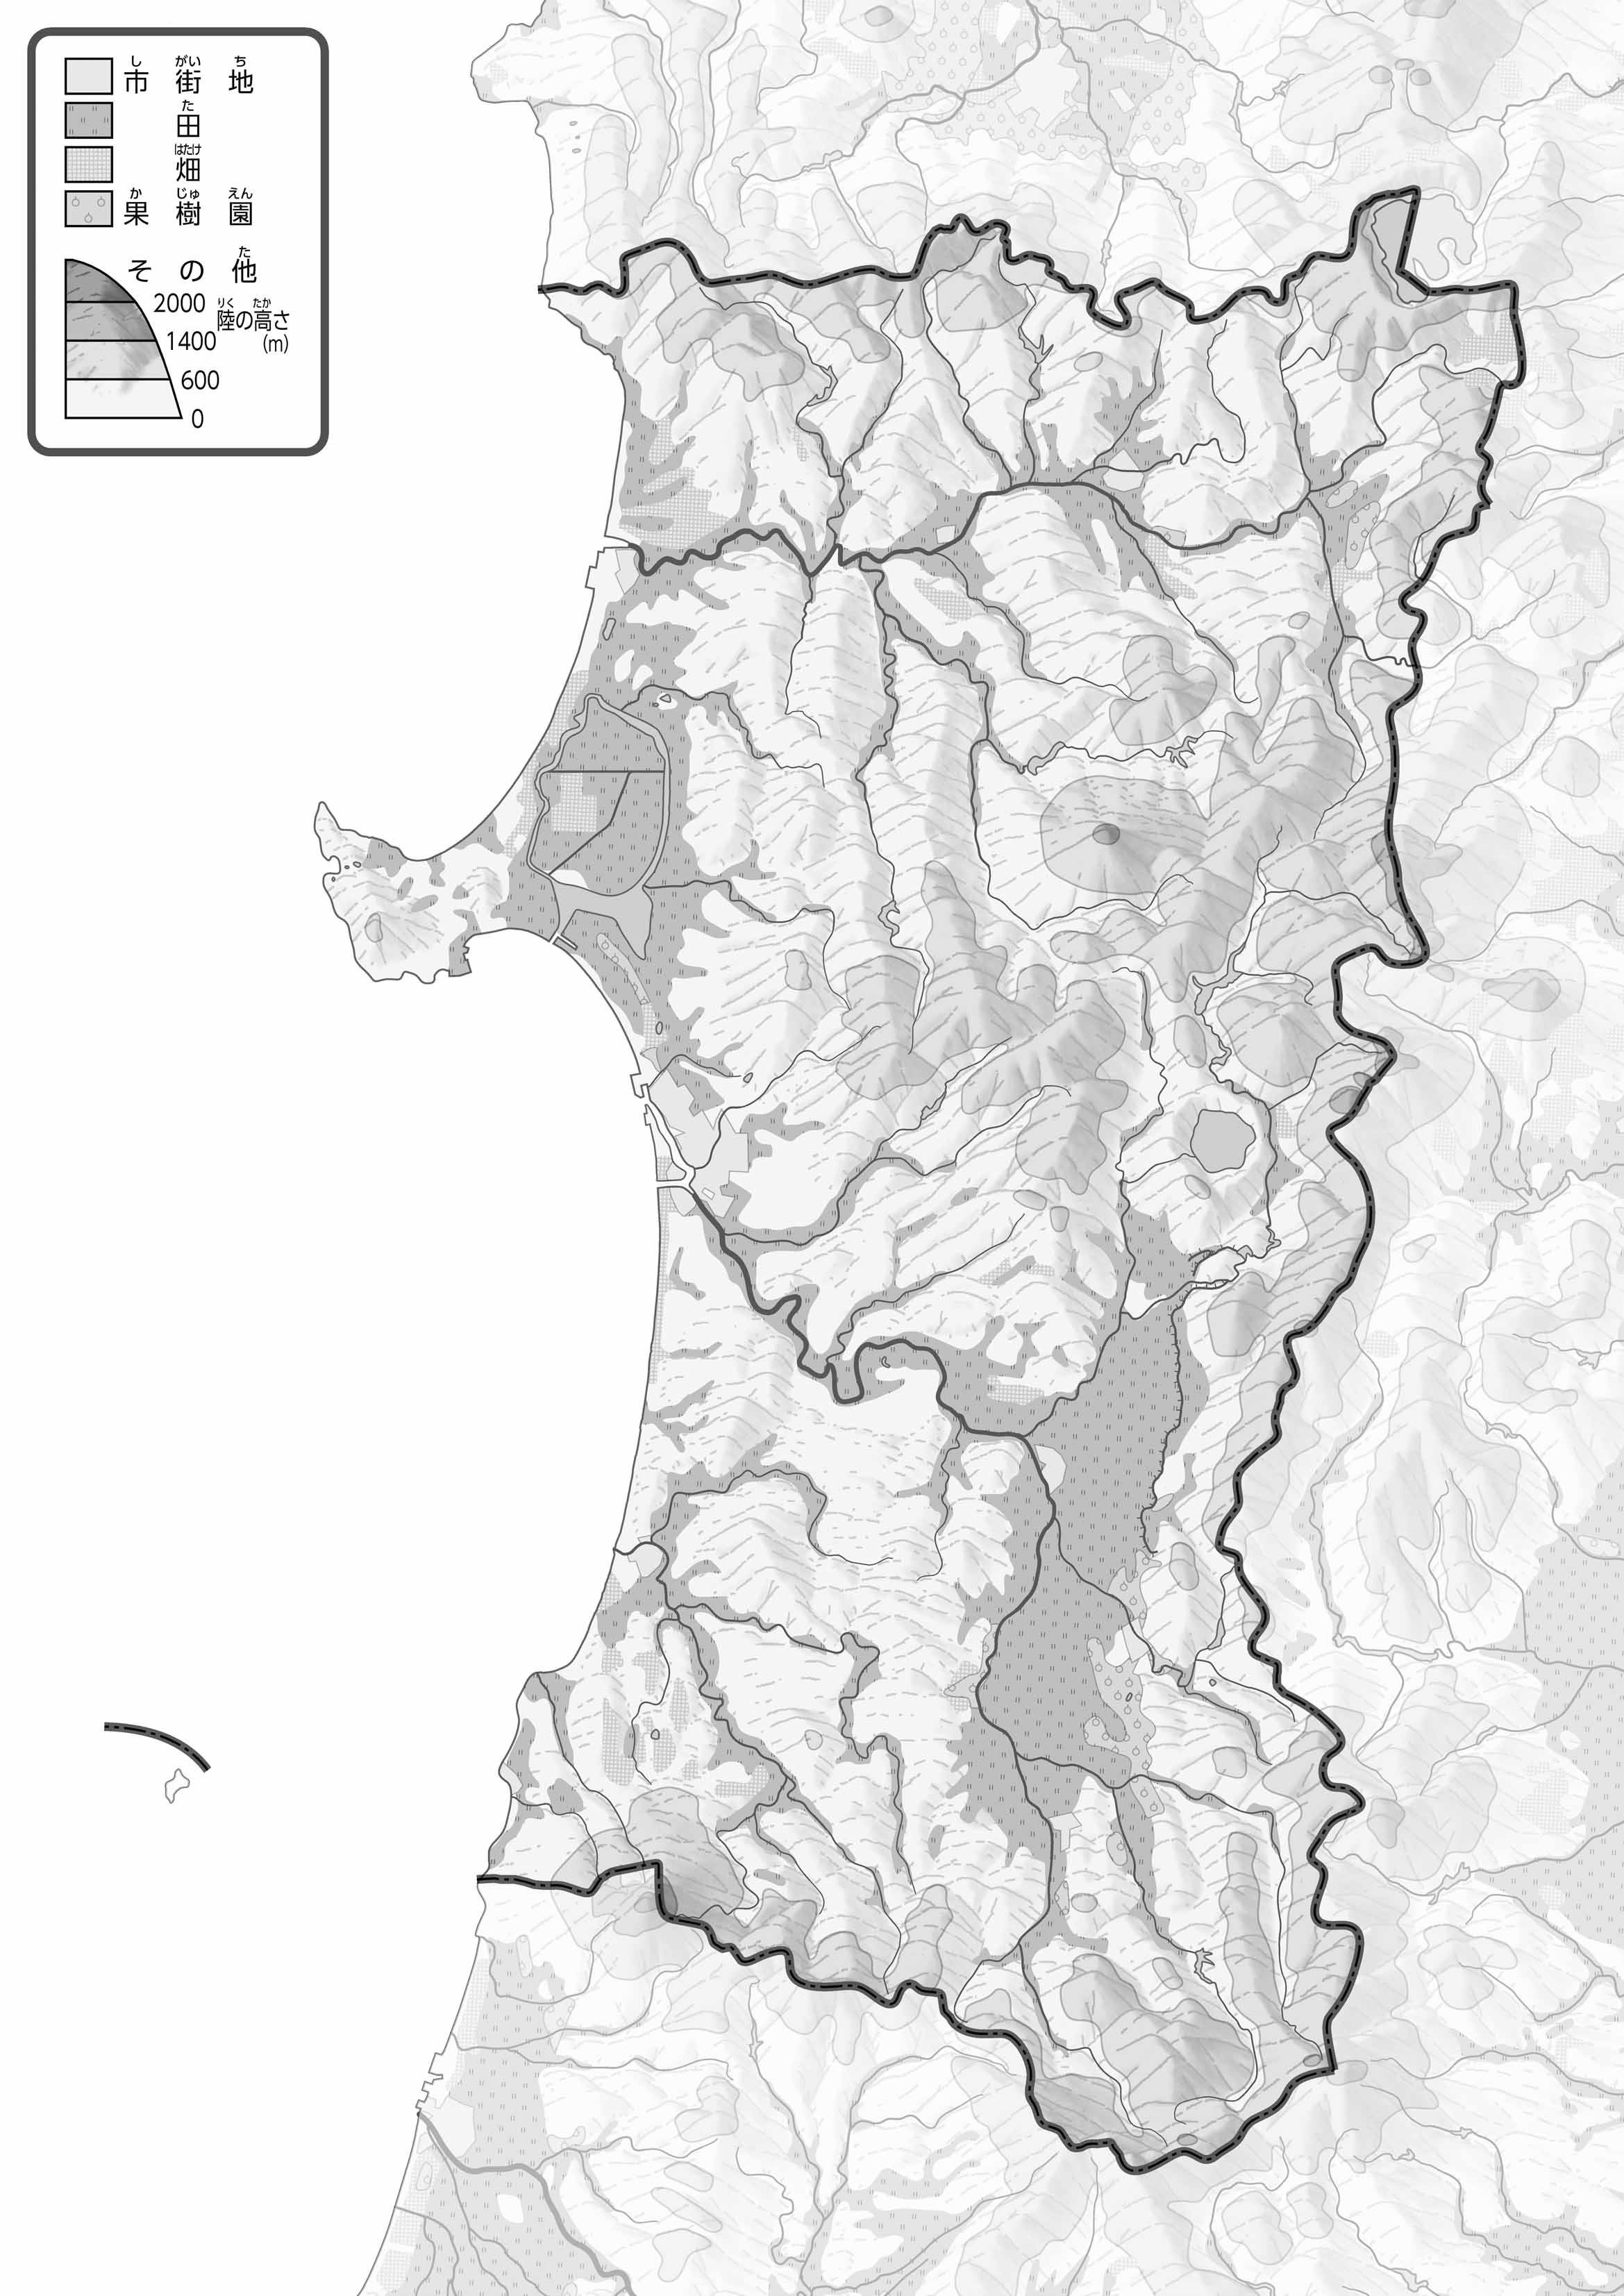 し がい ち
市 街 地
た
田
はたけ
畑
か じゅ えん
果 樹 園
た
そ の 他
2000
りく たか
陸の高さ
1400
(m)
600
0